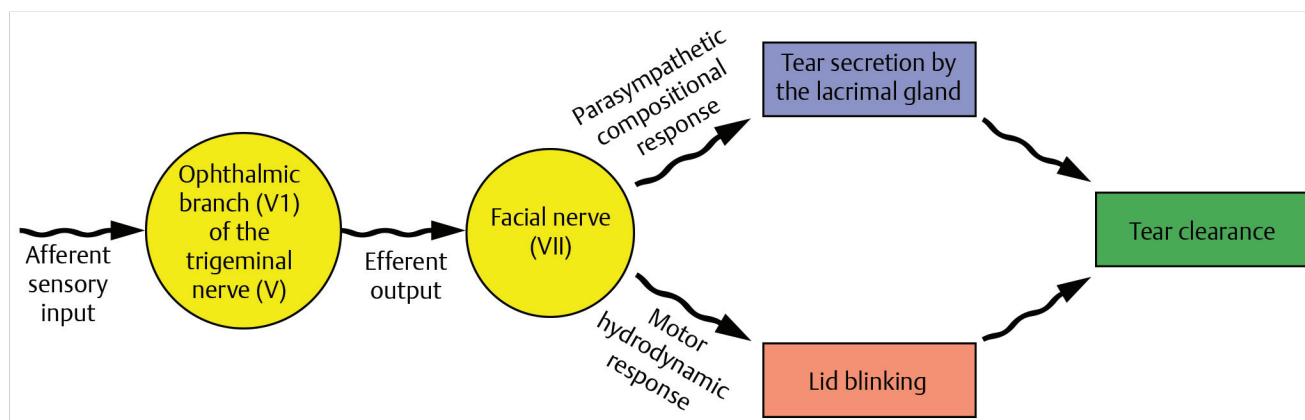 Afferent
sensory
input
Ophthalmic
branch (V1)
of the
trigeminal
nerve (V)
Efferent
output
Facial nerve
(VII)
Parasympathetic
compositional
response
Tear secretion by
the lacrimal gland
Motor
hydrodynamic
response
Lid blinking
Tear clearance